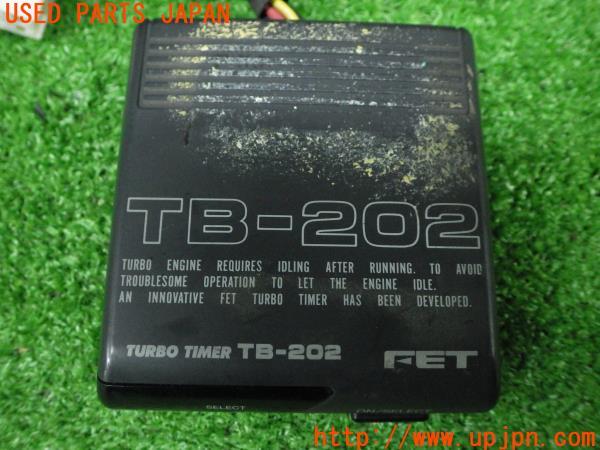 USED PARTS JAPAN
TB-202
TURBO ENGINE REQUIRES IDLING AFTER RUNNING. TO AVOID
TROUBLESOME OPERATION TO LET THE ENGINE IDLE.
AN INNOVATIVE FET TURBO TIMER HAS BEEN DEVELOPED.
TURBO TIMER TB-202 FET
SELECT ON/SELECT
http://www.upjpn.com/